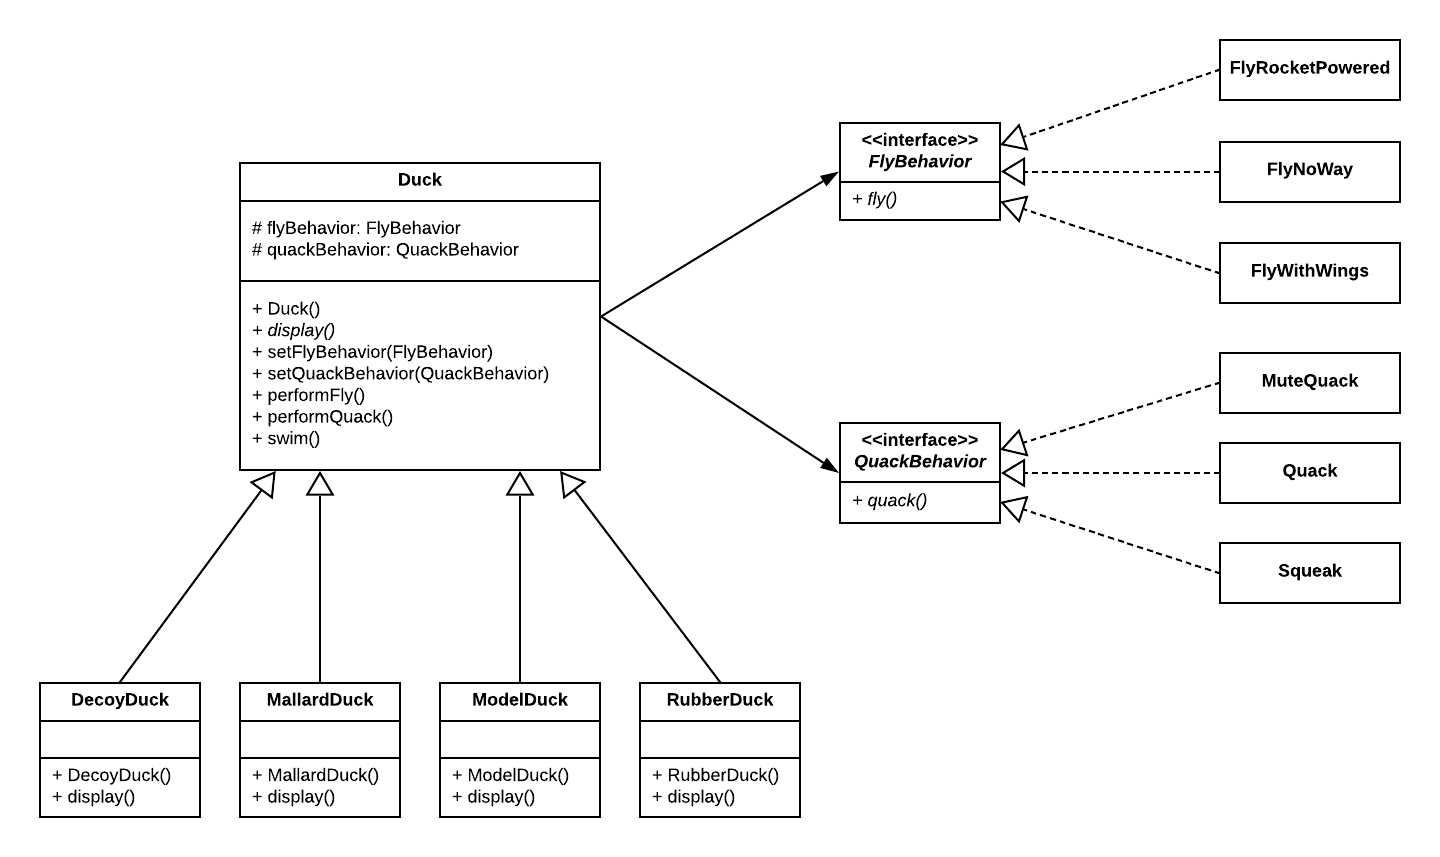 Duck
# flyBehavior: FlyBehavior
# quackBehavior: QuackBehavior
+ Duck()
+ display()
+ setFlyBehavior(FlyBehavior)
+ setQuackBehavior(QuackBehavior)
+ performFly()
+ performQuack()
+ swim()
<<interface>>
FlyBehavior
+ fly()
FlyRocketPowered
FlyNoWay
FlyWithWings
<<interface>>
QuackBehavior
+ quack()
MuteQuack
Quack
Squeak
DecoyDuck
+ DecoyDuck()
+ display()
MallardDuck
+ MallardDuck()
+ display()
ModelDuck
+ ModelDuck()
+ display()
RubberDuck
+ RubberDuck()
+ display()